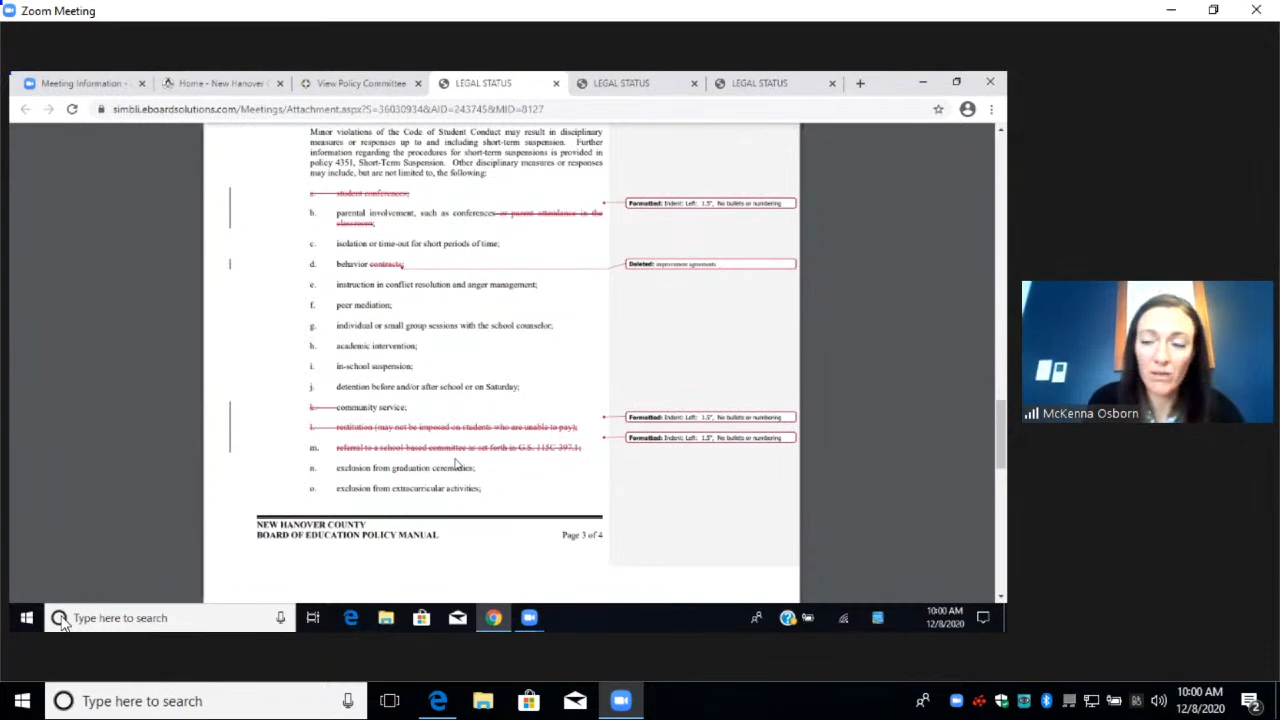 Zoom Meeting
Meeting Information -
Home - New Hanover C
View Policy Committee
LEGAL STATUS
LEGAL STATUS
LEGAL STATUS
simbli.eboardsolutions.com/Meetings/Attachment.aspx?S=36030934&AID=243745&MID=8127
Minor violations of the Code of Student Conduct may result in disciplinary
measures or responses up to and including short-term suspension. Further
information regarding the procedures for short-term suspensions is provided in
policy 4351, Short-Term Suspension. Other disciplinary measures or responses
may include, but are not limited to, the following:
a. student conferences;
Formatted: Indent: Left: 1.5", No bullets or numbering
b. parental involvement, such as conferences or parent attendance in the
classroom;
c. isolation or time-out for short periods of time;
d. behavior contracts;
Deleted: improvement agreements
e. instruction in conflict resolution and anger management;
f. peer mediation;
g. individual or small group sessions with the school counselor;
h. academic intervention;
i. in-school suspension;
j. detention before and/or after school or on Saturday;
k. community service;
Formatted: Indent: Left: 1.5", No bullets or numbering
l. restitution (may not be imposed on students who are unable to pay);
Formatted: Indent: Left: 1.5", No bullets or numbering
m. referral to a school-based committee as set forth in G.S. 115C-397.1;
n. exclusion from graduation ceremonies;
o. exclusion from extracurricular activities;
NEW HANOVER COUNTY
BOARD OF EDUCATION POLICY MANUAL Page 3 of 4
McKenna Osborn
Type here to search
10:00 AM
12/8/2020
Type here to search
10:00 AM
12/8/2020
2